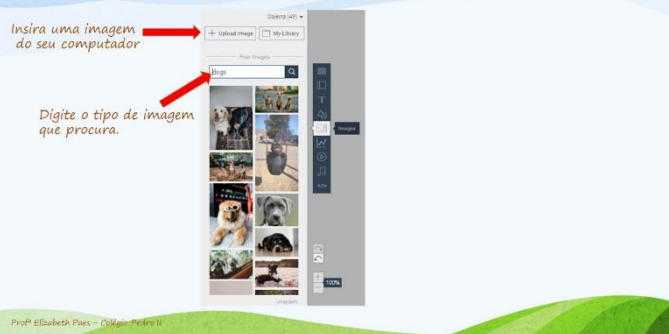 Objects (49)
Insira uma imagem
do seu computador
+ Upload Image
My Library
Free Images
dogs
Digite o tipo de imagem
que procura.
Images
100%
Unsplash
Profª Elizabeth Paes - Colégio Pedro II